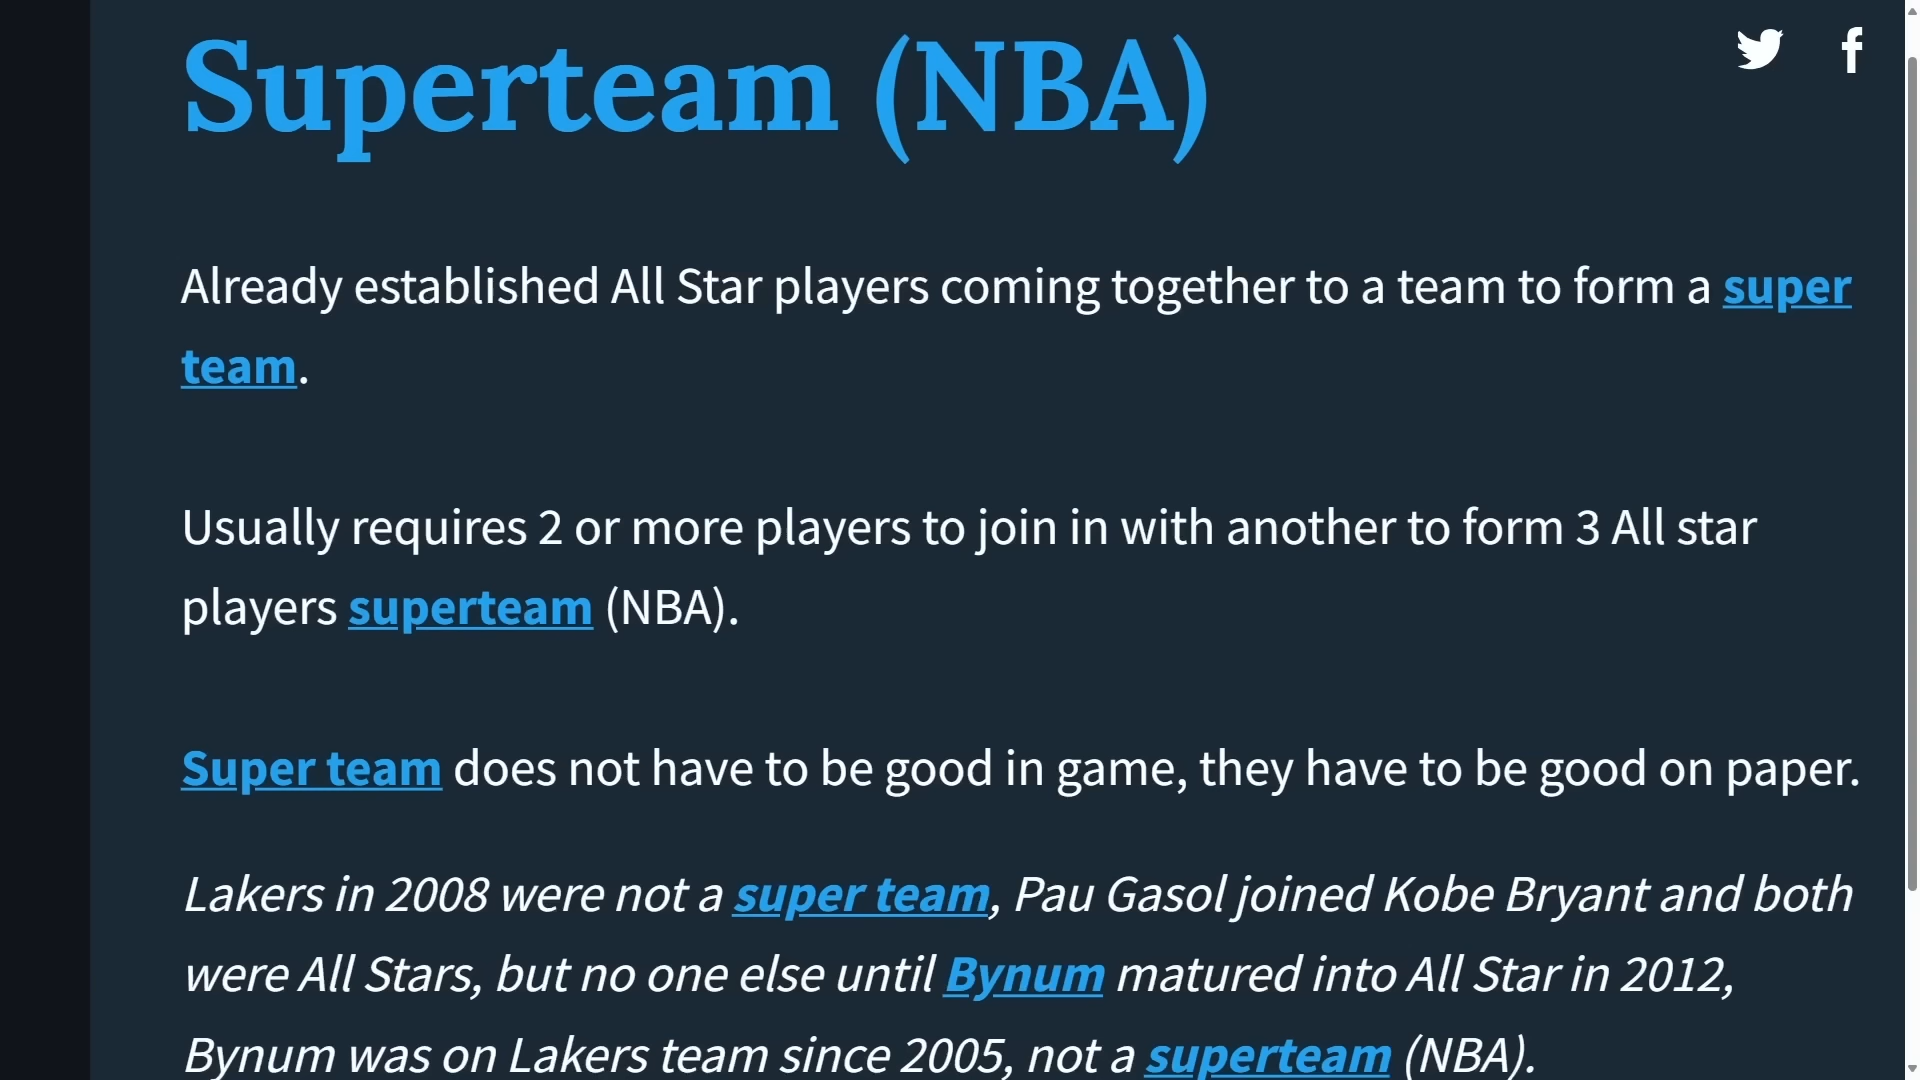 Superteam (NBA)
Already established All Star players coming together to a team to form a super
team.
Usually requires 2 or more players to join in with another to form 3 All star
players superteam (NBA).
Super team does not have to be good in game, they have to be good on paper.
Lakers in 2008 were not a super team, Pau Gasol joined Kobe Bryant and both
were All Stars, but no one else until Bynum matured into All Star in 2012,
Bynum was on Lakers team since 2005, not a superteam (NBA).